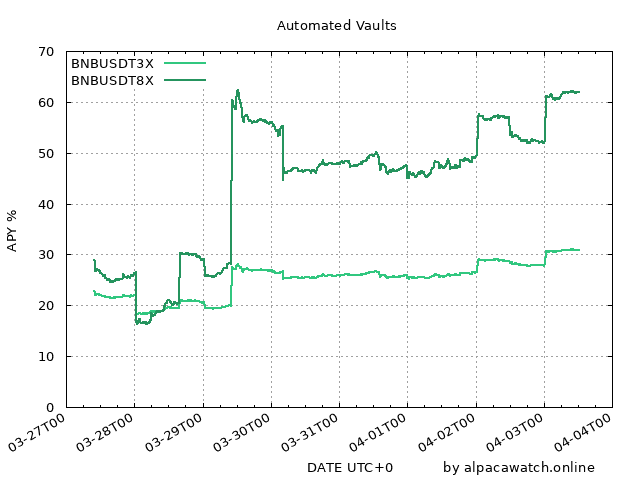 Automated Vaults
BNBUSDT3X
BNBUSDT8X
APY %
70
60
50
40
30
20
10
0
03-27T00
03-28T00
03-29T00
03-30T00
03-31T00
04-01T00
04-02T00
04-03T00
04-04T00
DATE UTC+0
by alpacawatch.online